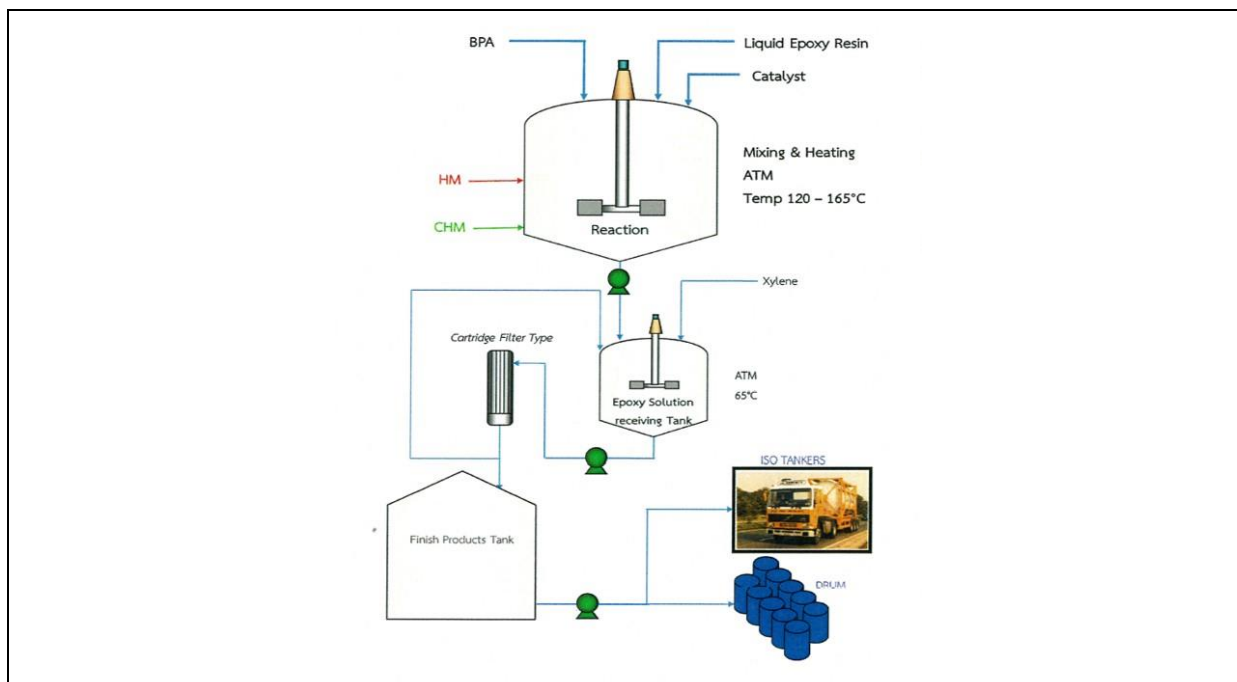 BPA
Liquid Epoxy Resin
Catalyst
Mixing & Heating
ATM
Temp 120 – 165°C
HM
CHM
Reaction
Xylene
Cartridge Filter Type
ATM
65°C
Epoxy Solution
receiving Tank
ISO TANKERS
Finish Products Tank
DRUM